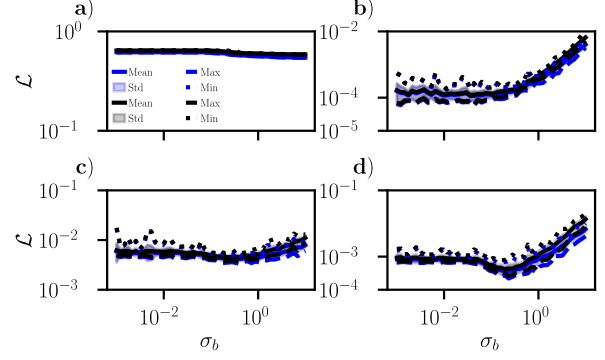 a)
b)
10^0
10^{-1}
ℒ
Mean
Std
Mean
Std
Max
Min
Max
Min
10^{-2}
10^{-4}
10^{-5}
c)
d)
10^{-1}
10^{-2}
10^{-3}
ℒ
10^{-1}
10^{-3}
10^{-4}
10^{-2}
10^0
σ_b
10^{-2}
10^0
σ_b